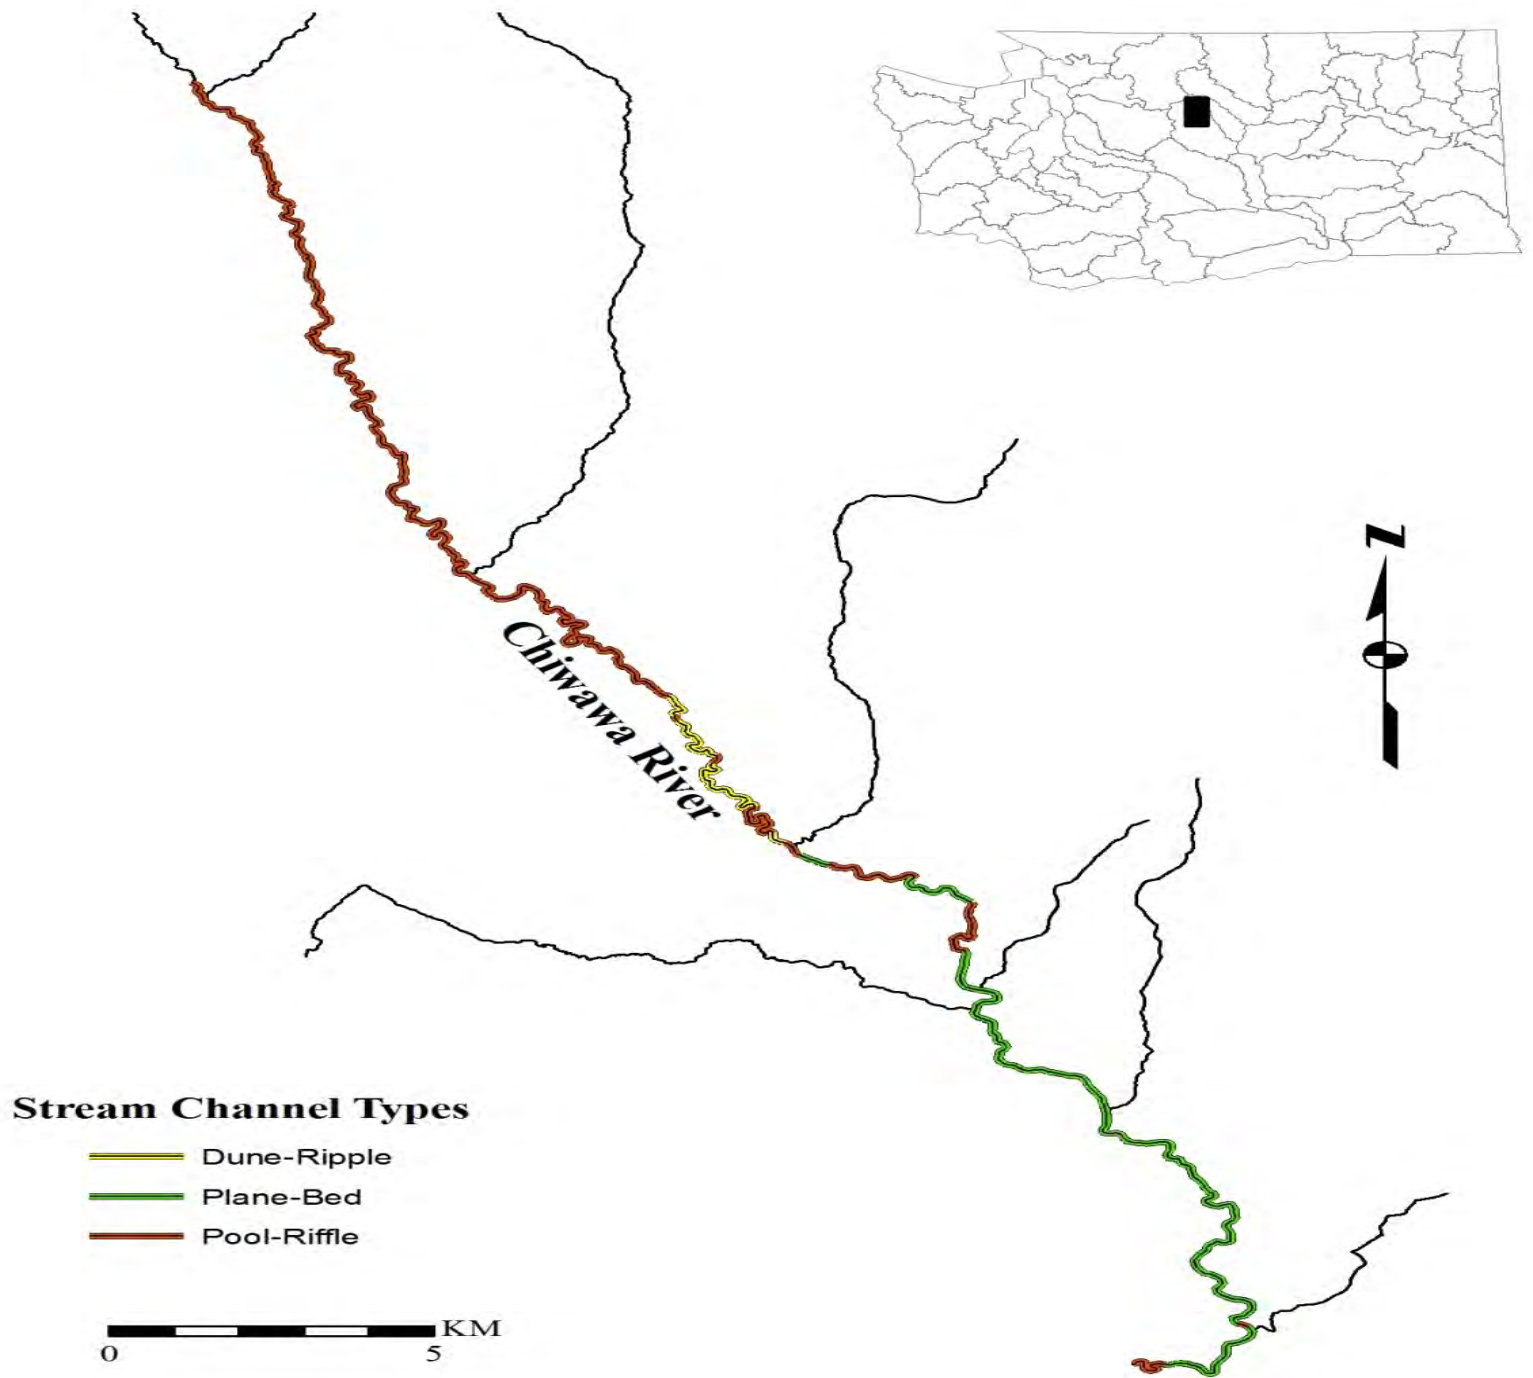 N
Chiwawa River
Stream Channel Types
Dune-Ripple
Plane-Bed
Pool-Riffle
KM
0 5